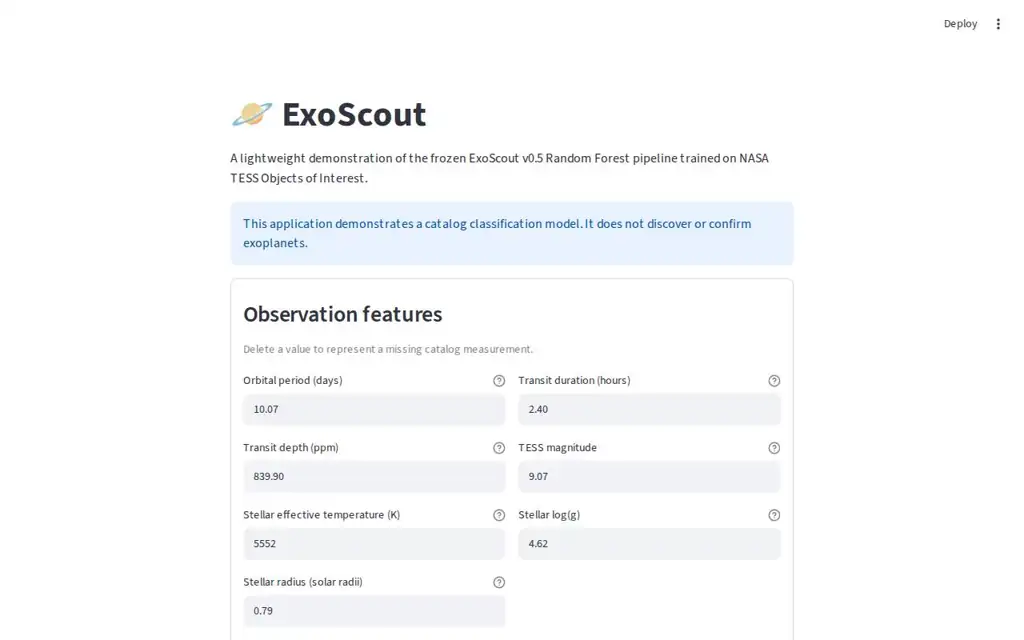 Deploy
ExoScout
A lightweight demonstration of the frozen ExoScout v0.5 Random Forest pipeline trained on NASA
TESS Objects of Interest.
This application demonstrates a catalog classification model. It does not discover or confirm
exoplanets.
Observation features
Delete a value to represent a missing catalog measurement.
Orbital period (days)
10.07
Transit duration (hours)
2.40
Transit depth (ppm)
839.90
TESS magnitude
9.07
Stellar effective temperature (K)
5552
Stellar log(g)
4.62
Stellar radius (solar radii)
0.79